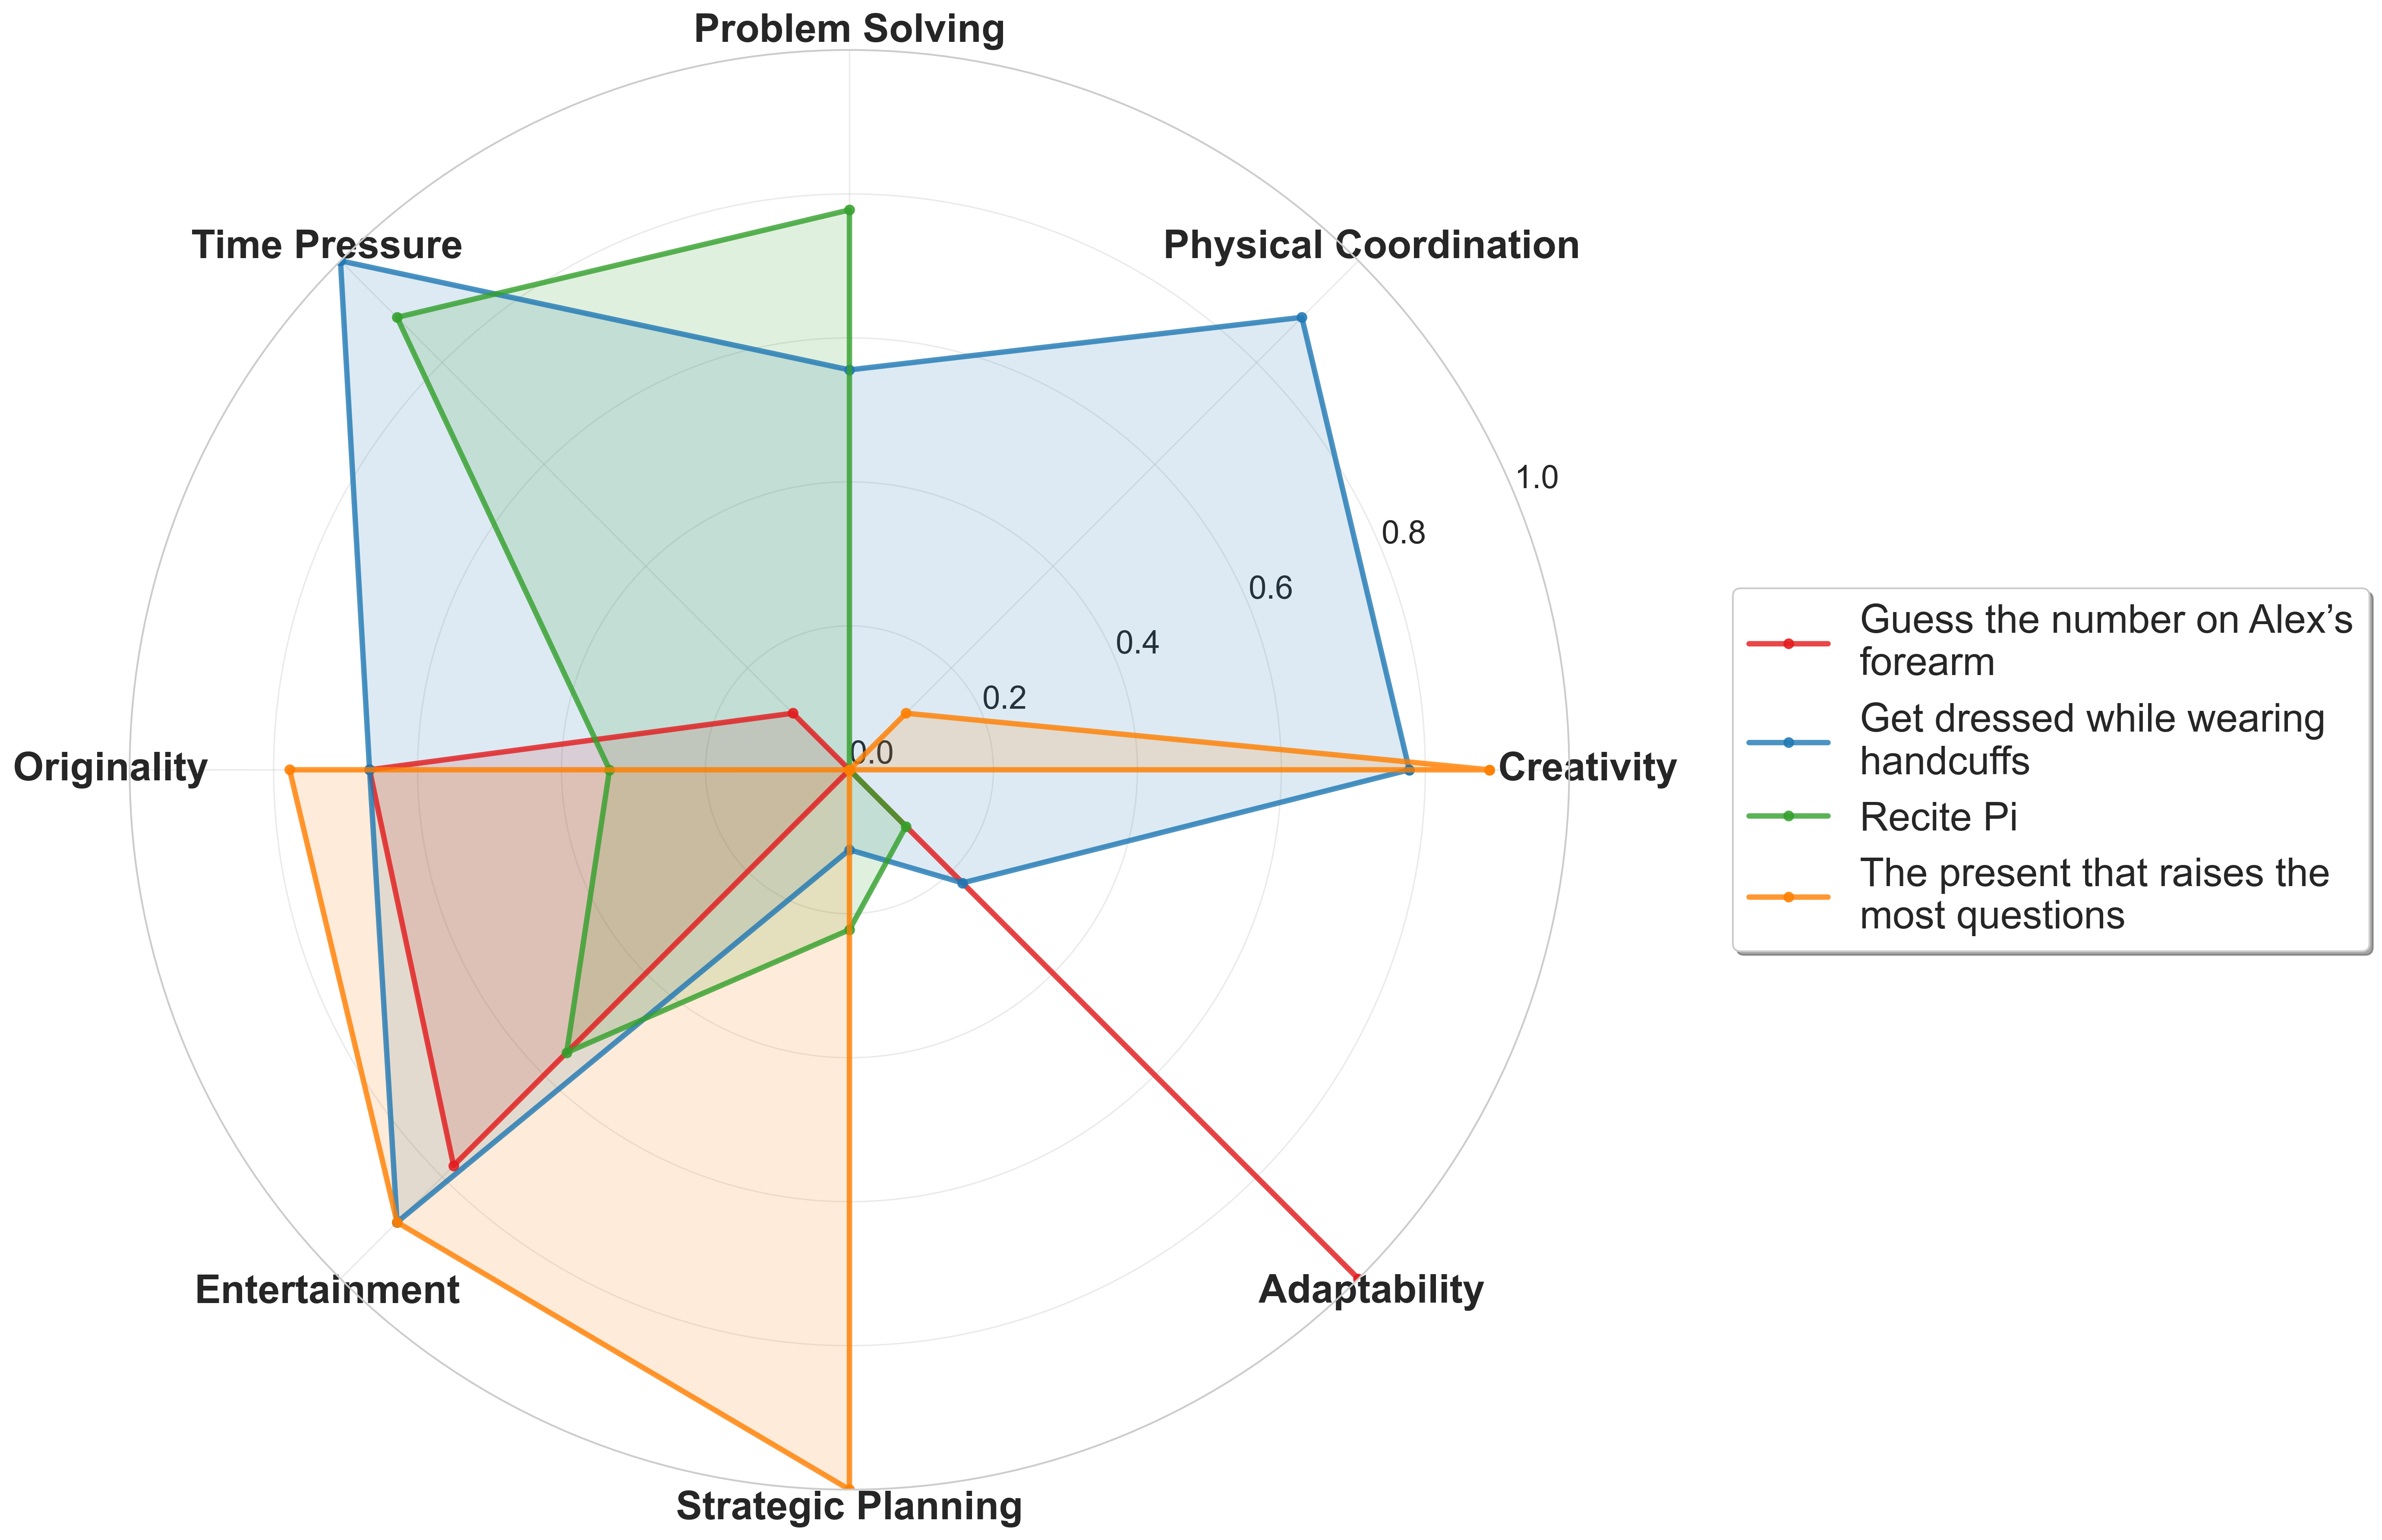 Problem Solving
Time Pressure
Physical Coordination
1.0
0.8
0.6
0.4
0.2
0.0
Originality
Creativity
Entertainment
Adaptability
Strategic Planning
Guess the number on Alex’s
forearm
Get dressed while wearing
handcuffs
Recite Pi
The present that raises the
most questions